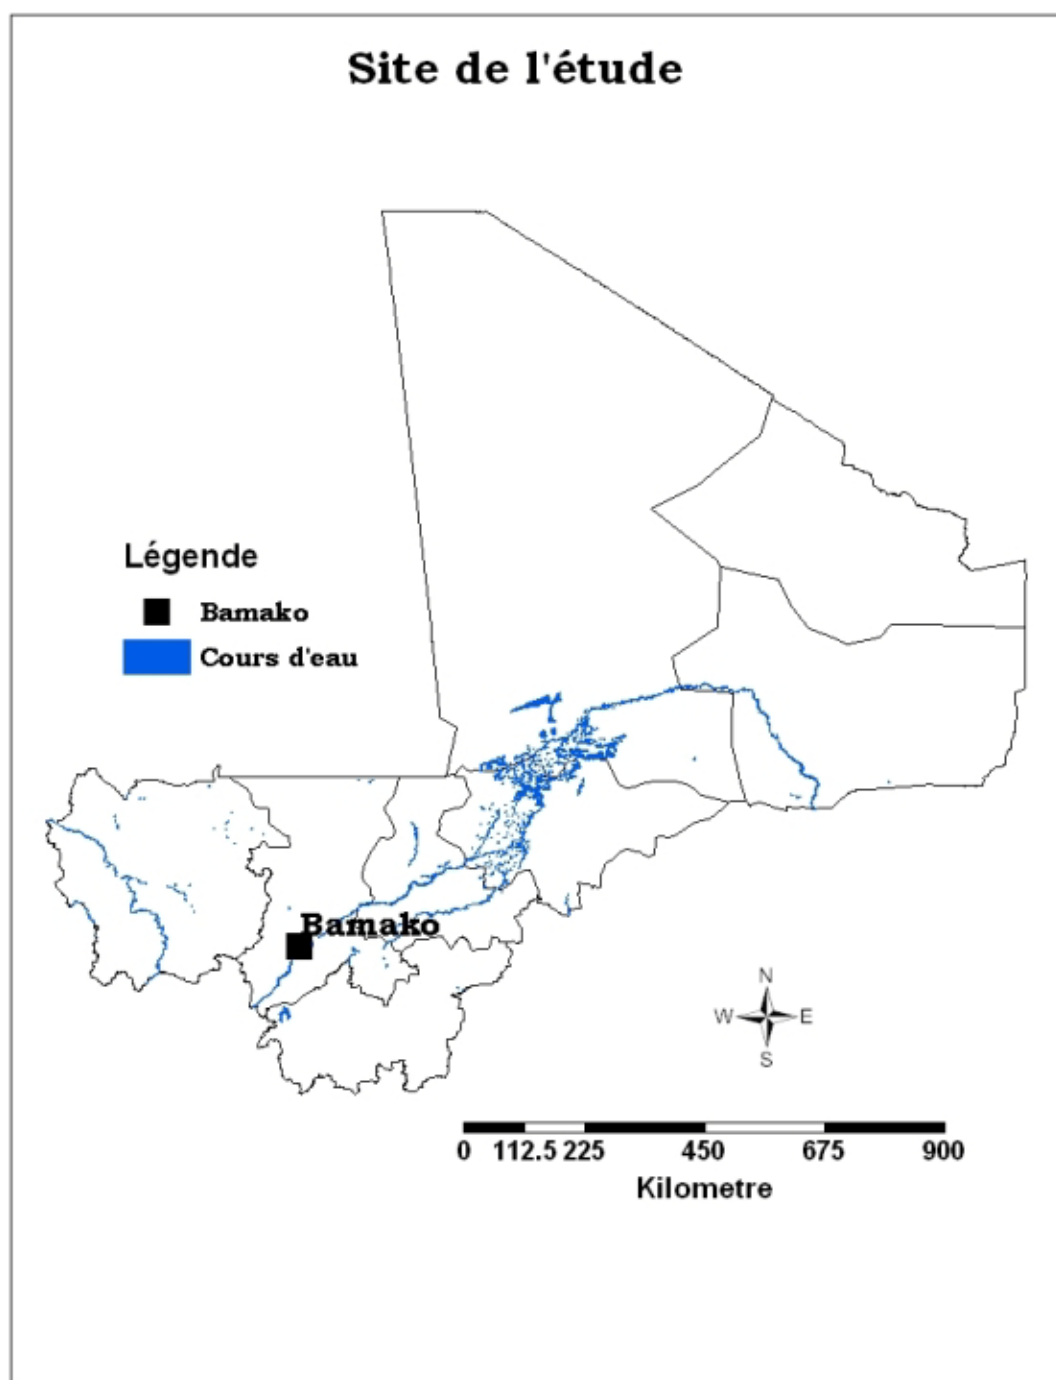 Site de l'étude
Légende
Bamako
Cours d'eau
Bamako
N
W E
S
0 112.5 225 450 675 900
Kilometre